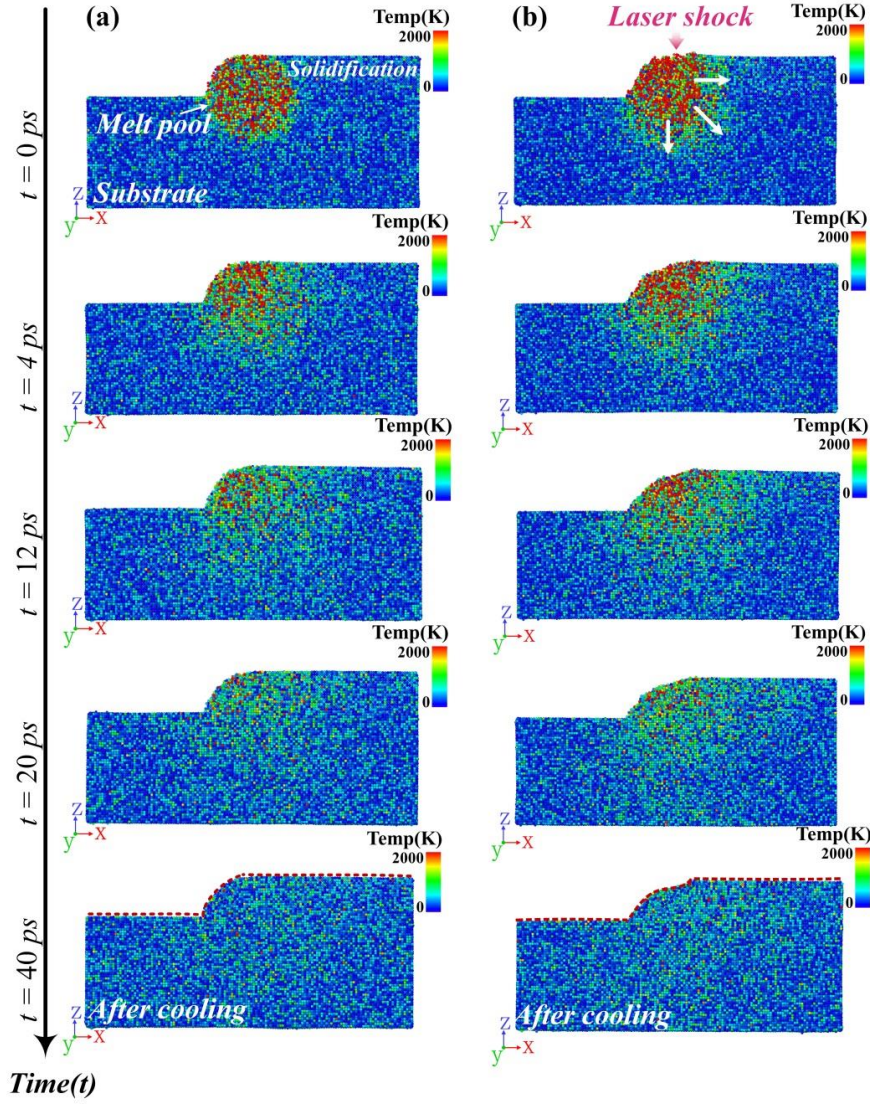 (a)
Temp(K)
2000
0
Solidification
Melt pool
Substrate
Z
y
X
(b)
Laser shock
Temp(K)
2000
0
Z
y
X
t = 0 ps
Temp(K)
2000
0
Z
y
X
Temp(K)
2000
0
Z
y
X
t = 4 ps
Temp(K)
2000
0
Z
y
X
Temp(K)
2000
0
Z
y
X
t = 12 ps
Temp(K)
2000
0
Z
y
X
Temp(K)
2000
0
Z
y
X
t = 20 ps
Temp(K)
2000
0
After cooling
Z
y
X
Temp(K)
2000
0
After cooling
Z
y
X
t = 40 ps
Time(t)